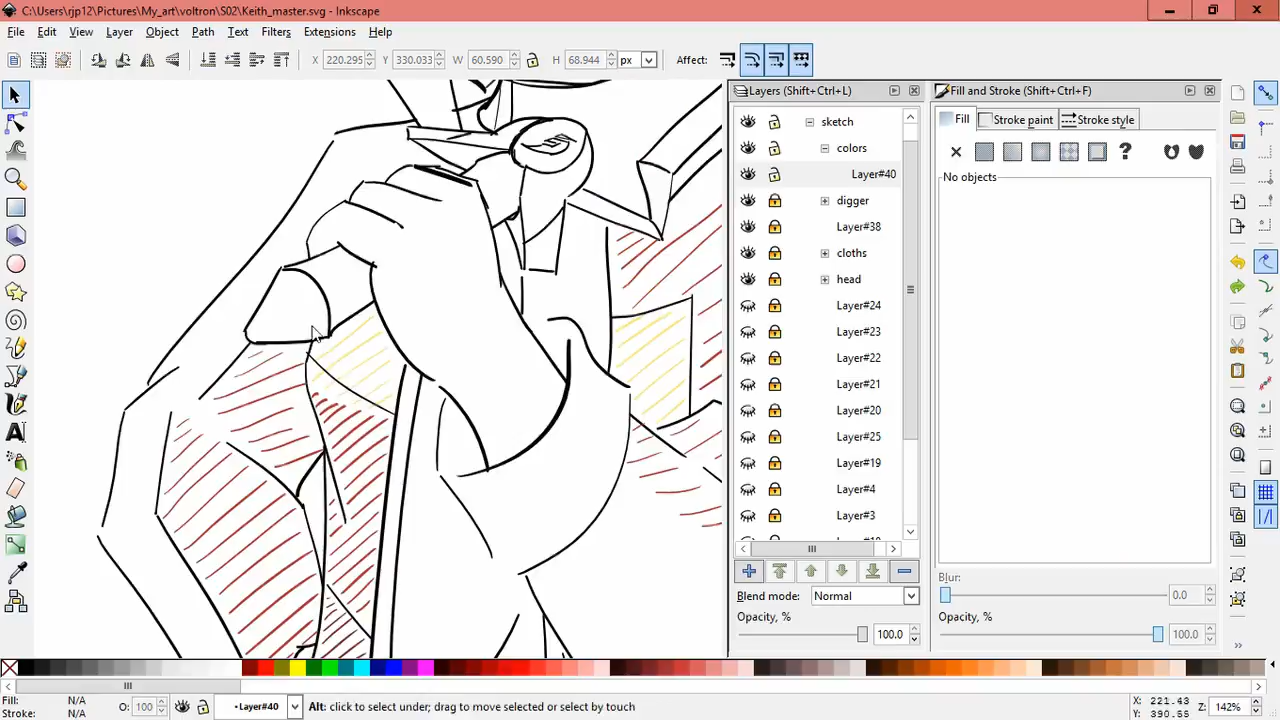 C:\Users\rjp12\Pictures\My_art\voltron\S02\Keith_master.svg - Inkscape
File Edit View Layer Object Path Text Filters Extensions Help
X 220.295 Y 330.033 W 60.590 H 68.944 px Affect:
Layers (Shift+Ctrl+L)
Fill and Stroke (Shift+Ctrl+F)
sketch
colors
Layer#40
digger
Layer#38
cloths
head
Layer#24
Layer#23
Layer#22
Layer#21
Layer#20
Layer#25
Layer#19
Layer#4
Layer#3
Blend mode: Normal
Opacity, %
100.0
Fill Stroke paint Stroke style
?
No objects
Blur:
0.0
Opacity, %
100.0
Fill: N/A
Stroke: N/A
O: 100
•Layer#40
Alt: click to select under; drag to move selected or select by touch
X: 221.43
Y: 390.55
Z: 142%